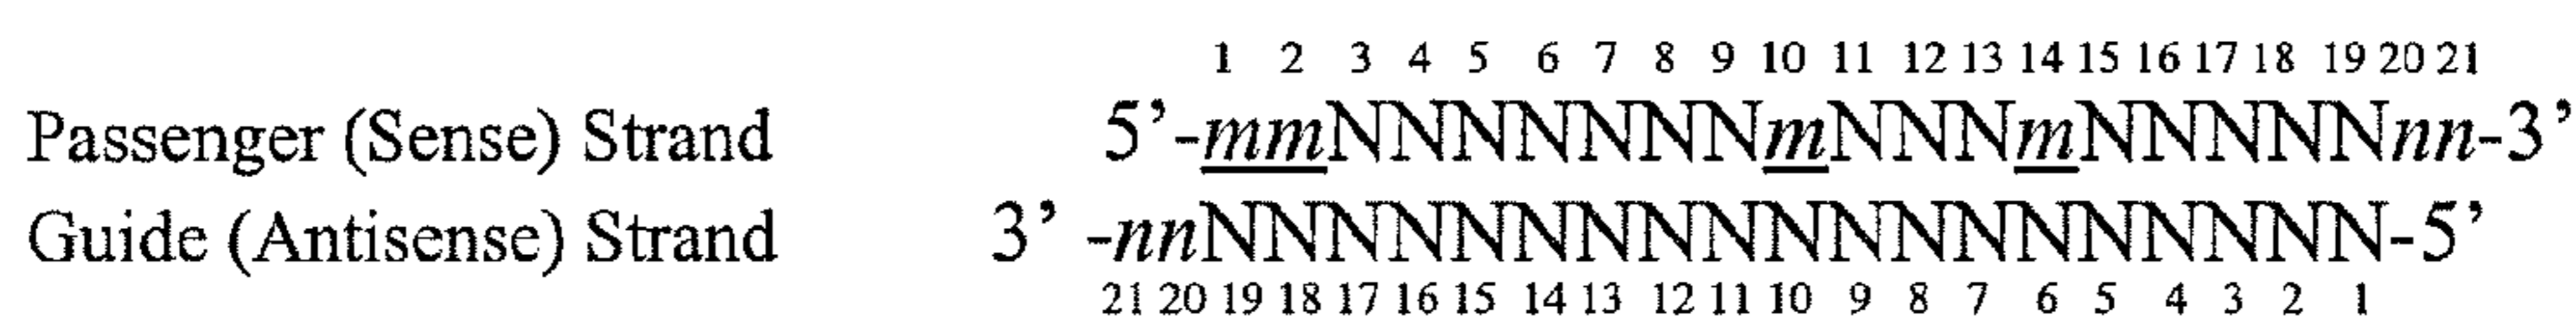 1 2 3 4 5 6 7 8 9 10 11 12 13 14 15 16 17 18 19 20 21
Passenger (Sense) Strand 5’-mmNNNNNNNmNNNmNNNNNnn-3’
Guide (Antisense) Strand 3’ -nnNNNNNNNNNNNNNNNNNNN-5’
21 20 19 18 17 16 15 14 13 12 11 10 9 8 7 6 5 4 3 2 1